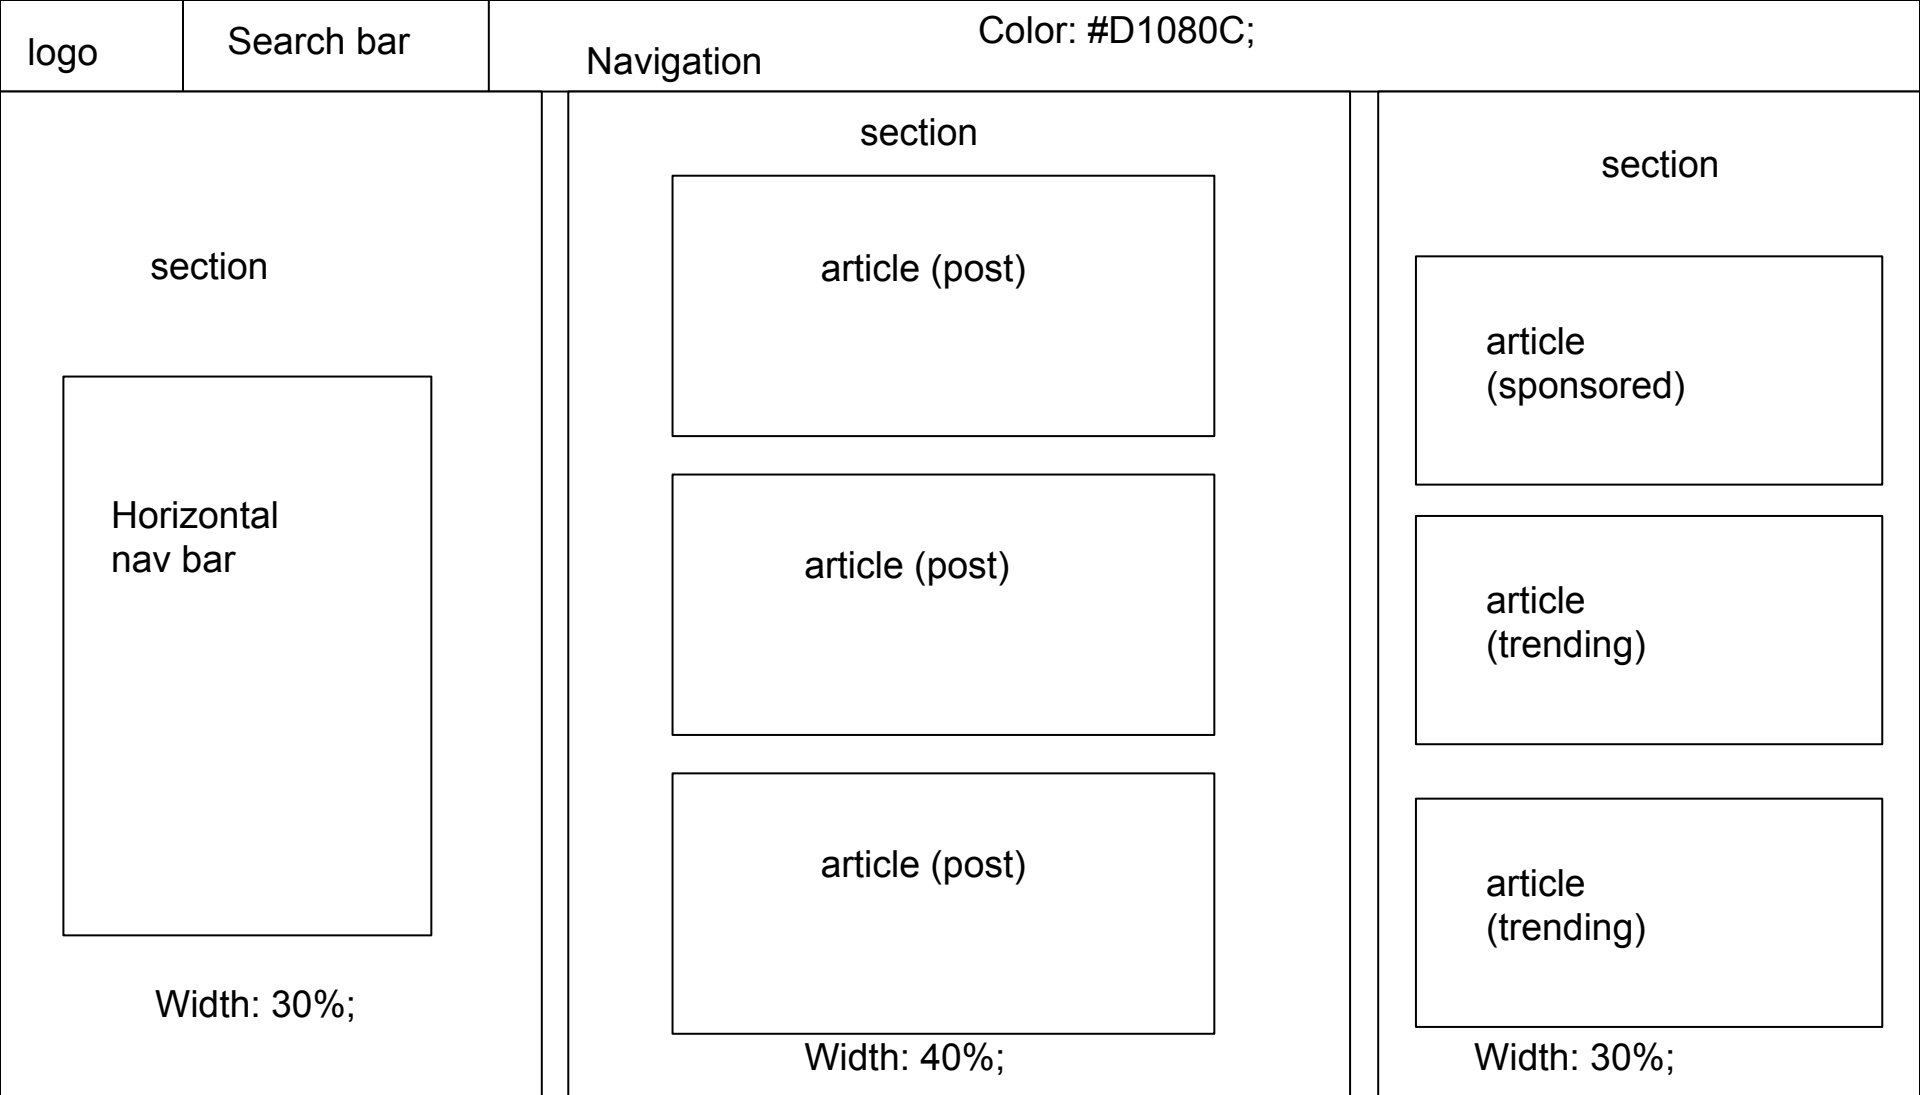 logo
Search bar
Navigation
Color: #D1080C;
section
Horizontal
nav bar
Width: 30%;
section
article (post)
article (post)
article (post)
Width: 40%;
section
article
(sponsored)
article
(trending)
article
(trending)
Width: 30%;